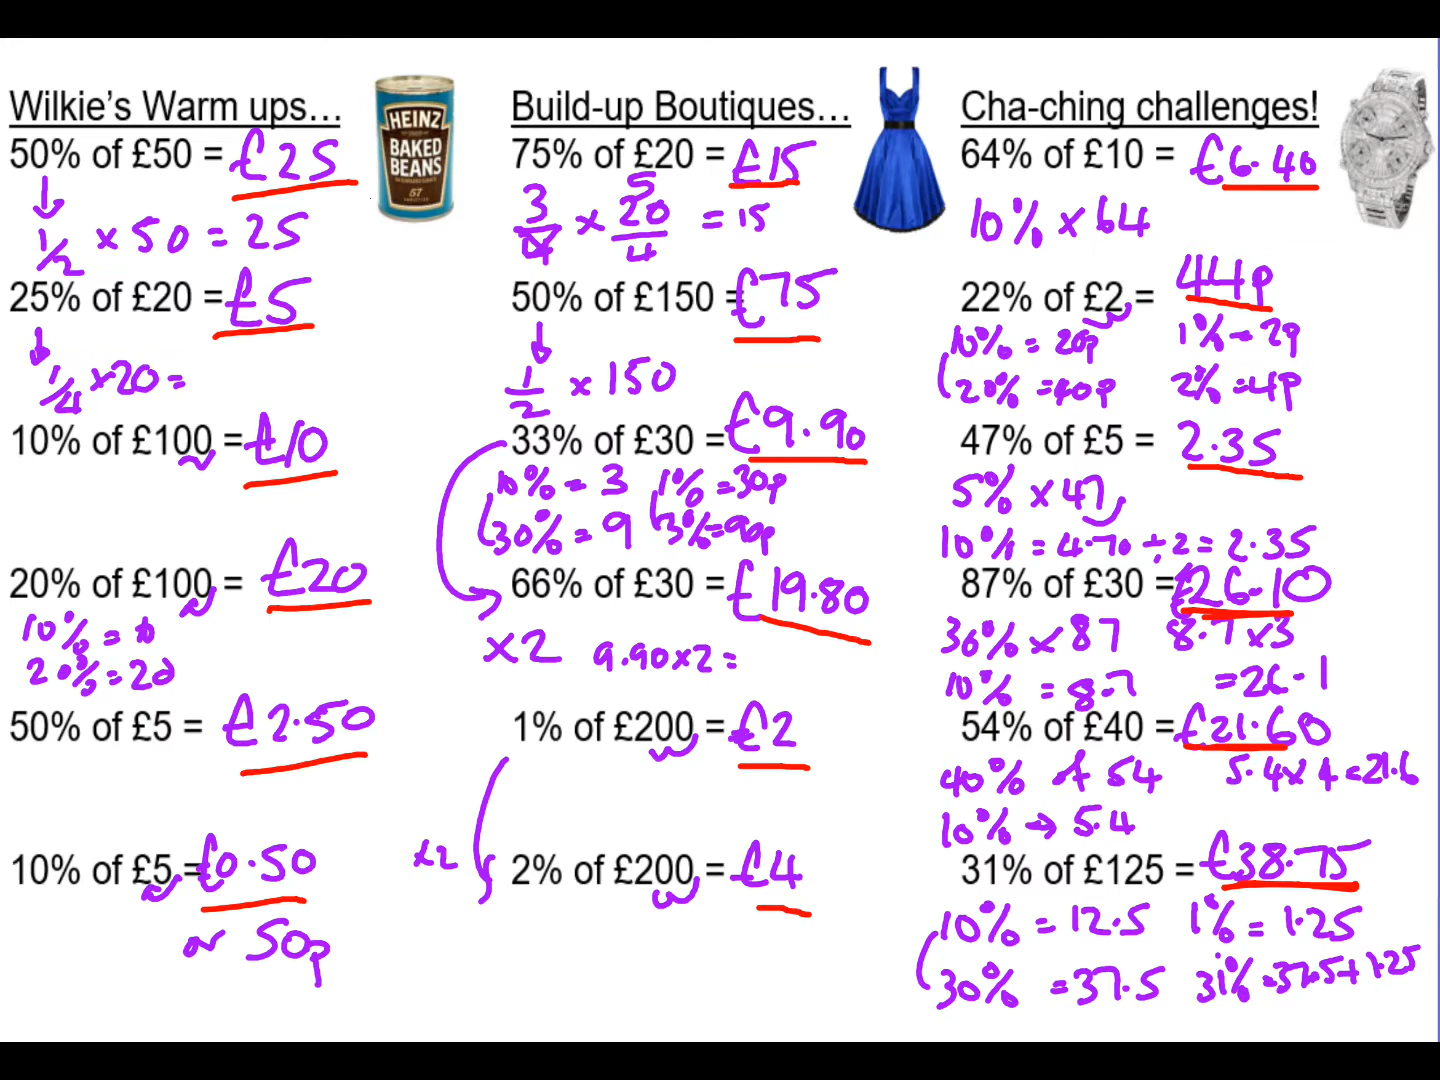 Wilkie's Warm ups...
50% of £50 = £25
1/2 × 50 = 25
25% of £20 = £5
1/4 × 20 =
10% of £100 = £10
20% of £100 = £20
10% = 10
20% = 20
50% of £5 = £2.50
10% of £5 = £0.50
or 50p
HEINZ
BAKED
BEANS
57
Build-up Boutiques...
75% of £20 = £15
5
3/4 × 20/4 = 15
50% of £150 = £75
1/2 × 150
33% of £30 = £9.90
10% = 3 1% = 30p
30% = 9 3% = 90p
66% of £30 = £19.80
×2 9.90×2 =
1% of £200 = £2
×2
2% of £200 = £4
Cha-ching challenges!
64% of £10 = £6.40
10% × 64
22% of £2 = 44p
10% = 20p 1% = 2p
20% = 40p 2% = 4p
47% of £5 = 2.35
5% × 47
10% = 4.70 ÷ 2 = 2.35
87% of £30 = £26.10
30% × 87 8.7 × 3
10% = 8.7 = 26.1
54% of £40 = £21.60
40% of 54 5.4 × 4 = 21.6
10% → 5.4
31% of £125 = £38.75
10% = 12.5 1% = 1.25
30% = 37.5 31% = 37.5 + 1.25